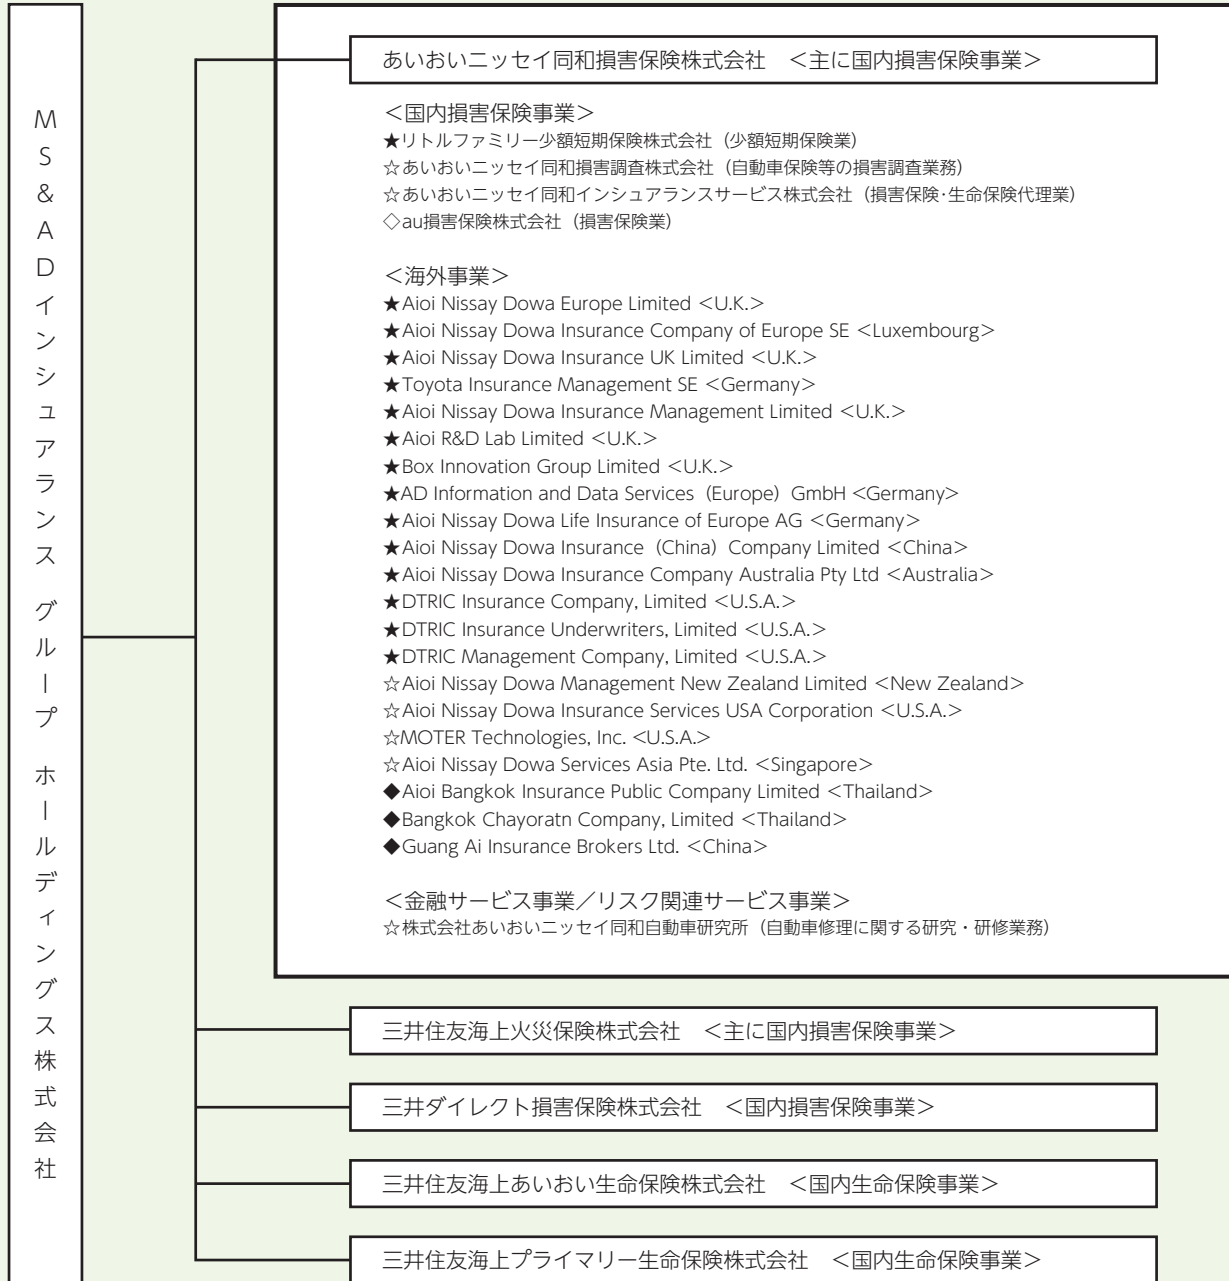 MS&ADインシュアランス グループ ホールディングス株式会社
あいおいニッセイ同和損害保険株式会社　＜主に国内損害保険事業＞
＜国内損害保険事業＞
★リトルファミリー少額短期保険株式会社（少額短期保険業）
☆あいおいニッセイ同和損害調査株式会社（自動車保険等の損害調査業務）
☆あいおいニッセイ同和インシュアランスサービス株式会社（損害保険･生命保険代理業）
◇au損害保険株式会社（損害保険業）
＜海外事業＞
★Aioi Nissay Dowa Europe Limited ＜U.K.＞
★Aioi Nissay Dowa Insurance Company of Europe SE ＜Luxembourg＞
★Aioi Nissay Dowa Insurance UK Limited ＜U.K.＞
★Toyota Insurance Management SE ＜Germany＞
★Aioi Nissay Dowa Insurance Management Limited ＜U.K.＞
★Aioi R&D Lab Limited ＜U.K.＞
★Box Innovation Group Limited ＜U.K.＞
★AD Information and Data Services（Europe）GmbH ＜Germany＞
★Aioi Nissay Dowa Life Insurance of Europe AG ＜Germany＞
★Aioi Nissay Dowa Insurance（China）Company Limited ＜China＞
★Aioi Nissay Dowa Insurance Company Australia Pty Ltd ＜Australia＞
★DTRIC Insurance Company, Limited ＜U.S.A.＞
★DTRIC Insurance Underwriters, Limited ＜U.S.A.＞
★DTRIC Management Company, Limited ＜U.S.A.＞
☆Aioi Nissay Dowa Management New Zealand Limited ＜New Zealand＞
☆Aioi Nissay Dowa Insurance Services USA Corporation ＜U.S.A.＞
☆MOTER Technologies, Inc. ＜U.S.A.＞
☆Aioi Nissay Dowa Services Asia Pte. Ltd. ＜Singapore＞
◆Aioi Bangkok Insurance Public Company Limited ＜Thailand＞
◆Bangkok Chayoratn Company, Limited ＜Thailand＞
◆Guang Ai Insurance Brokers Ltd. ＜China＞
＜金融サービス事業／リスク関連サービス事業＞
☆株式会社あいおいニッセイ同和自動車研究所（自動車修理に関する研究・研修業務）
三井住友海上火災保険株式会社　＜主に国内損害保険事業＞
三井ダイレクト損害保険株式会社　＜国内損害保険事業＞
三井住友海上あいおい生命保険株式会社　＜国内生命保険事業＞
三井住友海上プライマリー生命保険株式会社　＜国内生命保険事業＞